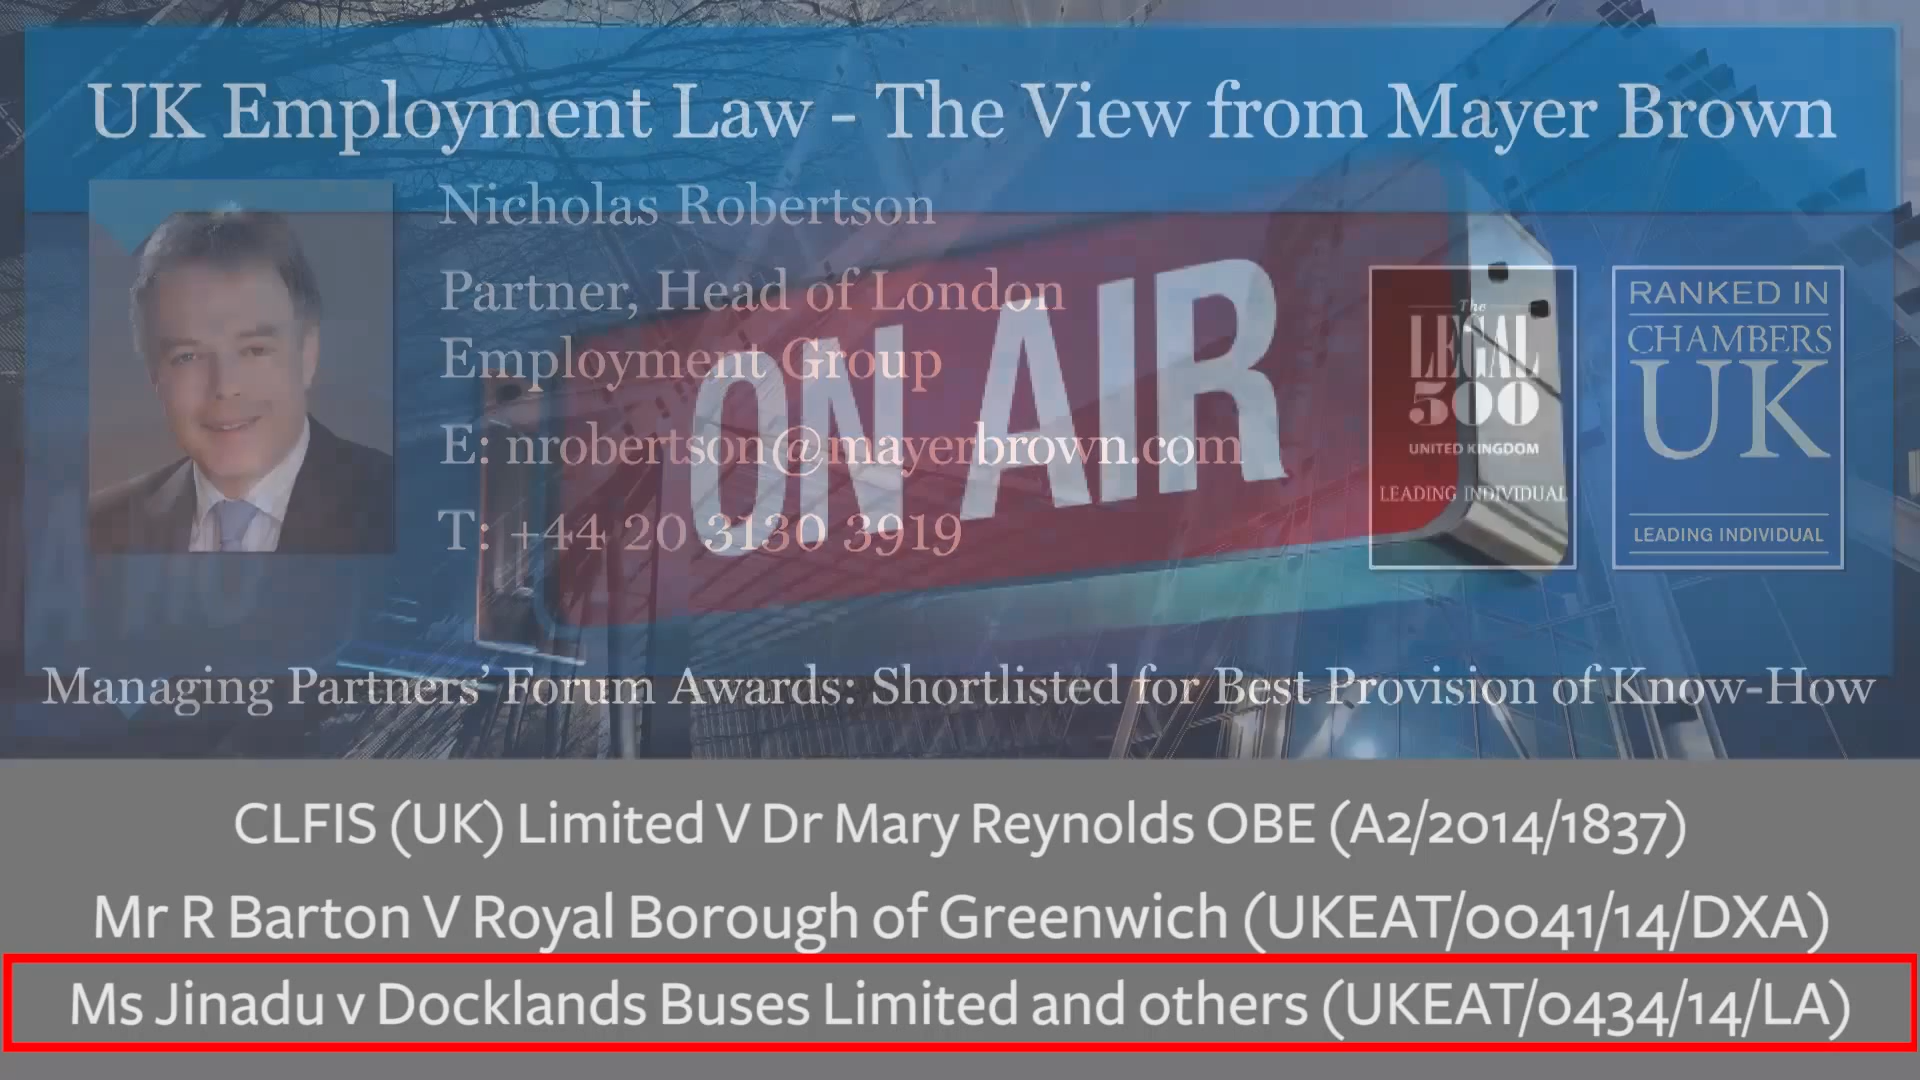 UK Employment Law - The View from Mayer Brown
Nicholas Robertson
Partner, Head of London
Employment Group
E: nrobertson@mayerbrown.com
T: +44 20 3130 3919
ON AIR
The
LEGAL
500
UNITED KINGDOM
LEADING INDIVIDUAL
RANKED IN
CHAMBERS
UK
LEADING INDIVIDUAL
Managing Partners’ Forum Awards: Shortlisted for Best Provision of Know-How
CLFIS (UK) Limited V Dr Mary Reynolds OBE (A2/2014/1837)
Mr R Barton V Royal Borough of Greenwich (UKEAT/0041/14/DXA)
Ms Jinadu v Docklands Buses Limited and others (UKEAT/0434/14/LA)